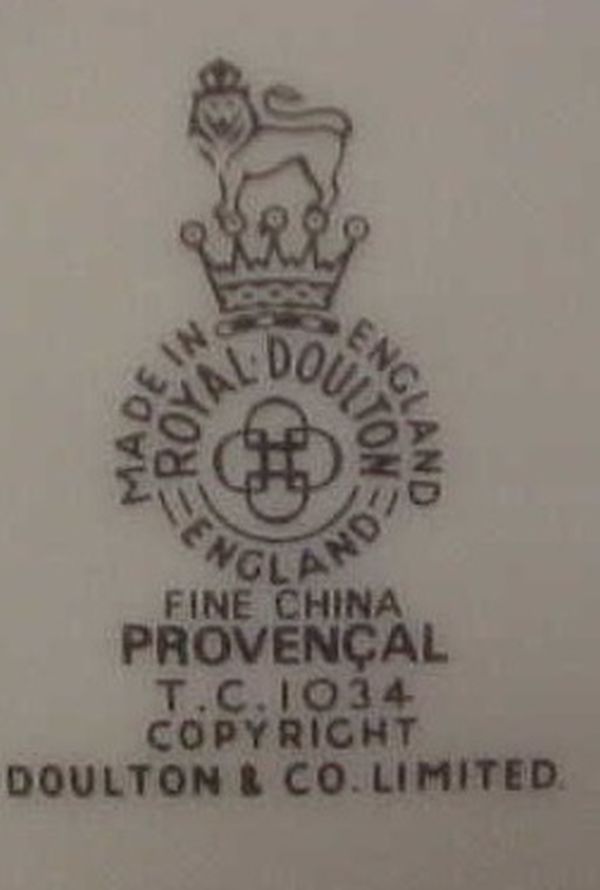 MADE IN ENGLAND
ROYAL DOULTON
ENGLAND
FINE CHINA
PROVENÇAL
T.C.1034
COPYRIGHT
DOULTON & CO. LIMITED.